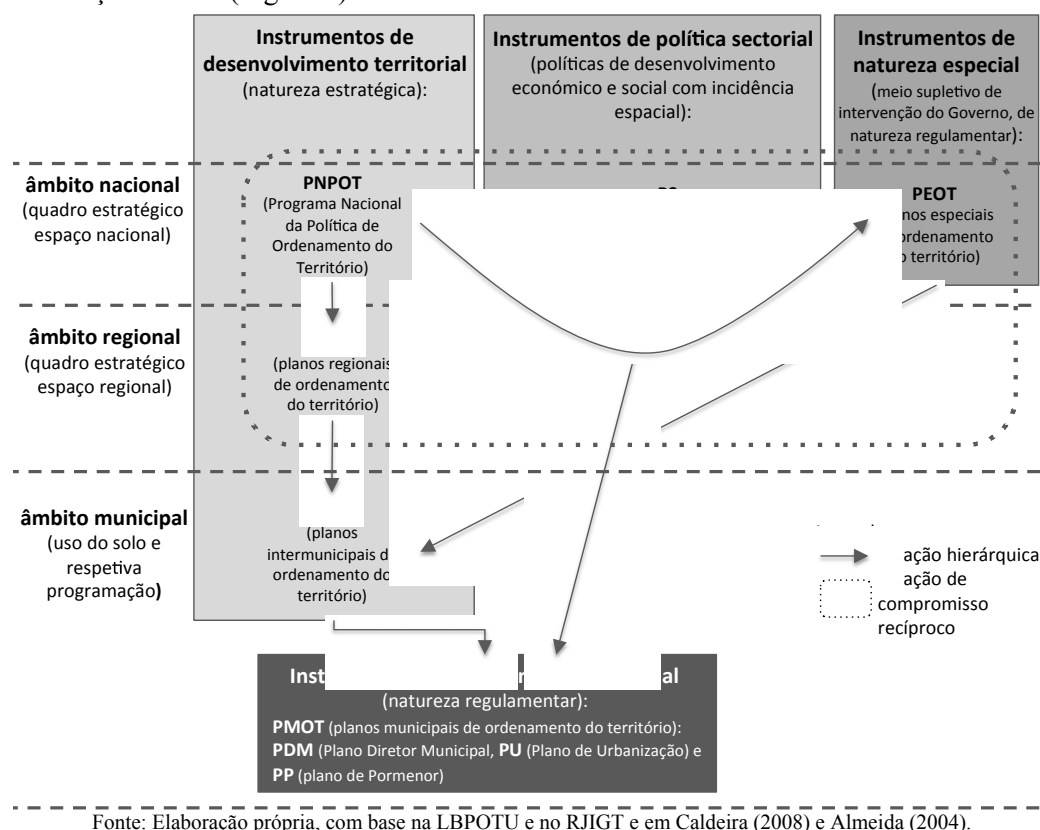 Instrumentos de
desenvolvimento territorial
(natureza estratégica):
Instrumentos de política sectorial
(políticas de desenvolvimento
económico e social com incidência
espacial):
Instrumentos de
natureza especial
(meio supletivo de
intervenção do Governo, de
natureza regulamentar):
âmbito nacional
(quadro estratégico
espaço nacional)
PNPOT
(Programa Nacional
da Política de
Ordenamento do
Território)
PEOT
especiais
ordenamento
território)
âmbito regional
(quadro estratégico
espaço regional)
(planos regionais
de ordenamento
do território)
âmbito municipal
(uso do solo e
respetiva
programação)
(planos
intermunicipais
ordenamento do
território)
ação hierárquica
ação de
compromisso
recíproco
(natureza regulamentar):
PMOT (planos municipais de ordenamento do território):
PDM (Plano Diretor Municipal, PU (Plano de Urbanização) e
PP (plano de Pormenor)
Fonte: Elaboração própria, com base na LBPOTU e no RJIGT e em Caldeira (2008) e Almeida (2004).